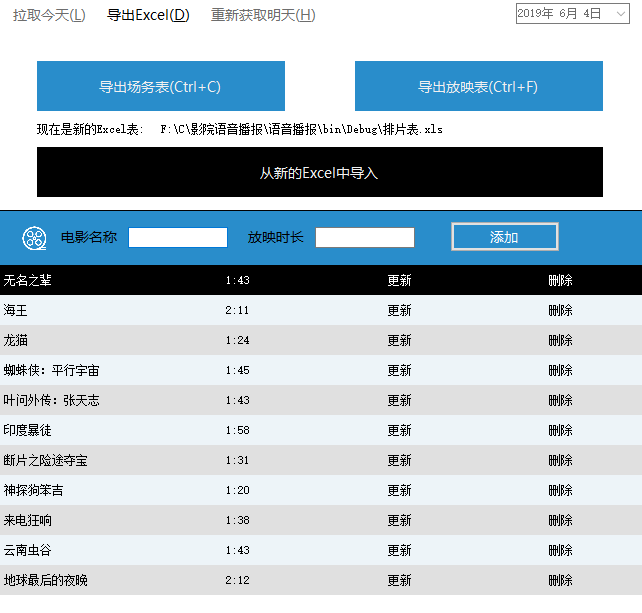 拉取今天(L) 导出Excel(D) 重新获取明天(H) 2019年 6月 4日
导出场务表(Ctrl+C) 导出放映表(Ctrl+F)
现在是新的Excel表: F:\C\影院语音播报\语音播报\bin\Debug\排片表.xls
从新的Excel中导入
电影名称 放映时长 添加
无名之辈 1:43 更新 删除
海王 2:11 更新 删除
龙猫 1:24 更新 删除
蜘蛛侠：平行宇宙 1:45 更新 删除
叶问外传：张天志 1:43 更新 删除
印度暴徒 1:58 更新 删除
断片之险途夺宝 1:31 更新 删除
神探狗笨吉 1:20 更新 删除
来电狂响 1:38 更新 删除
云南虫谷 1:43 更新 删除
地球最后的夜晚 2:12 更新 删除